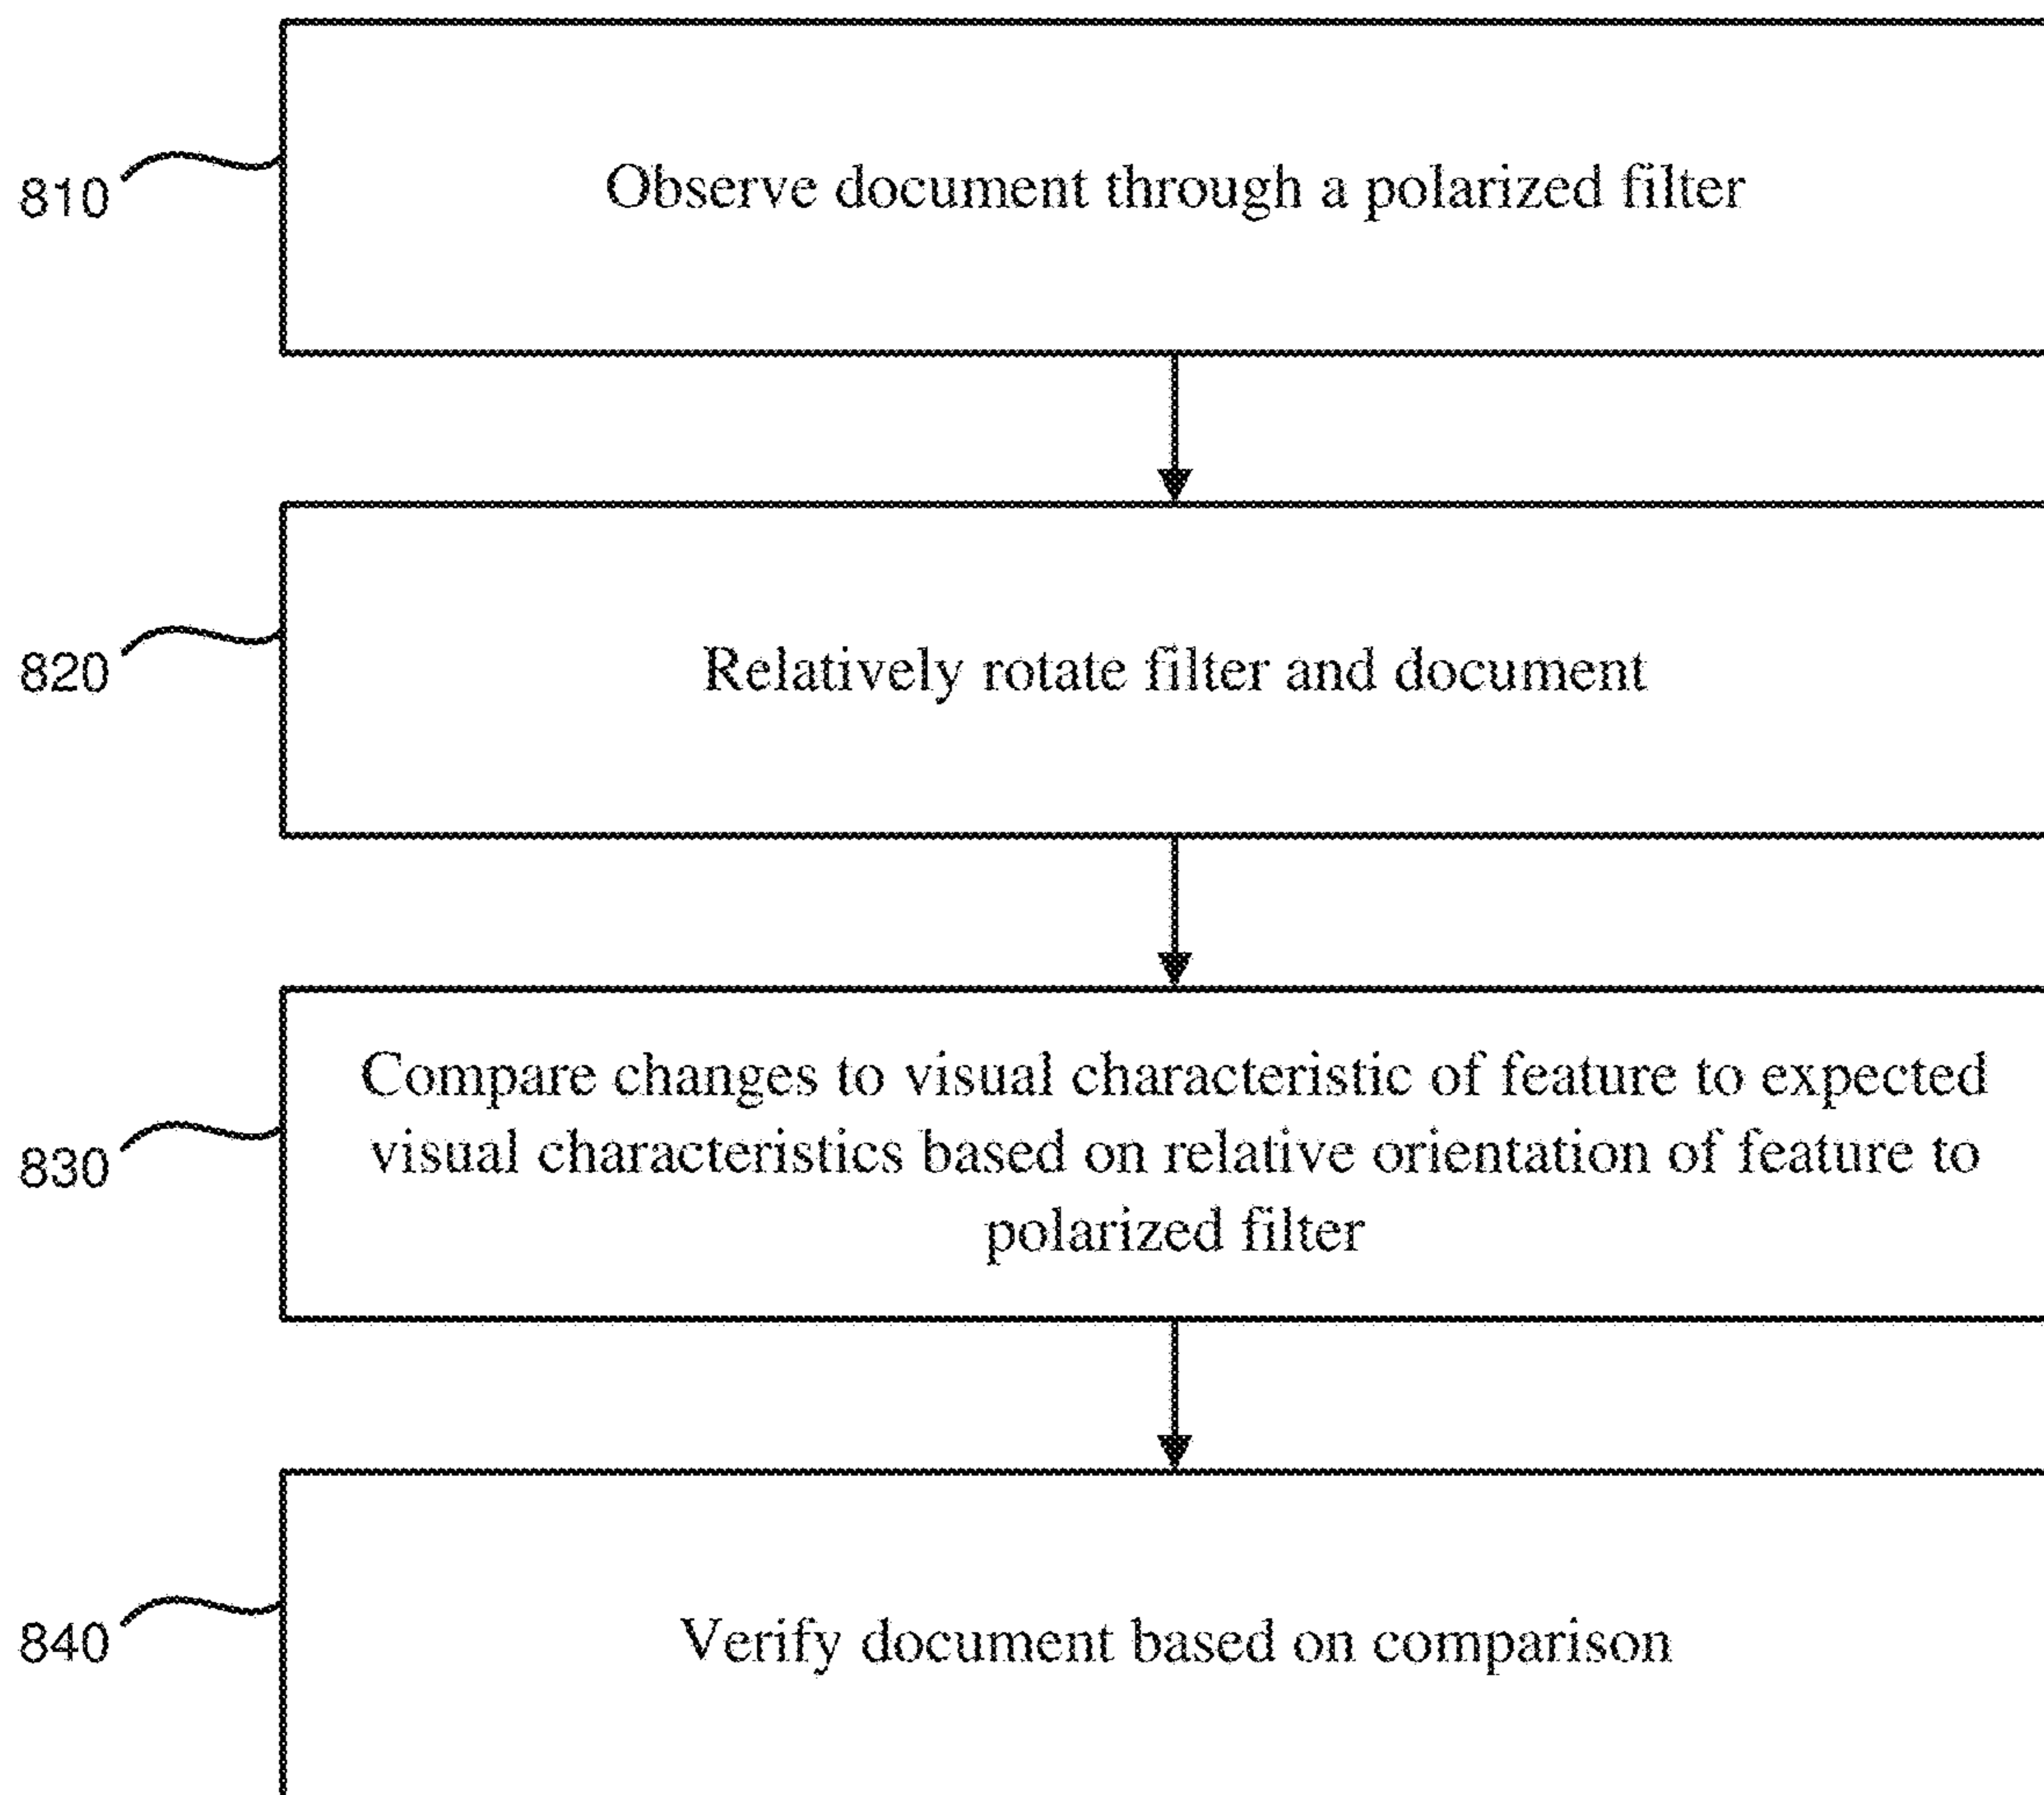 810
Observe document through a polarized filter
820
Relatively rotate filter and document
830
Compare changes to visual characteristic of feature to expected
visual characteristics based on relative orientation of feature to
polarized filter
840
Verify document based on comparison